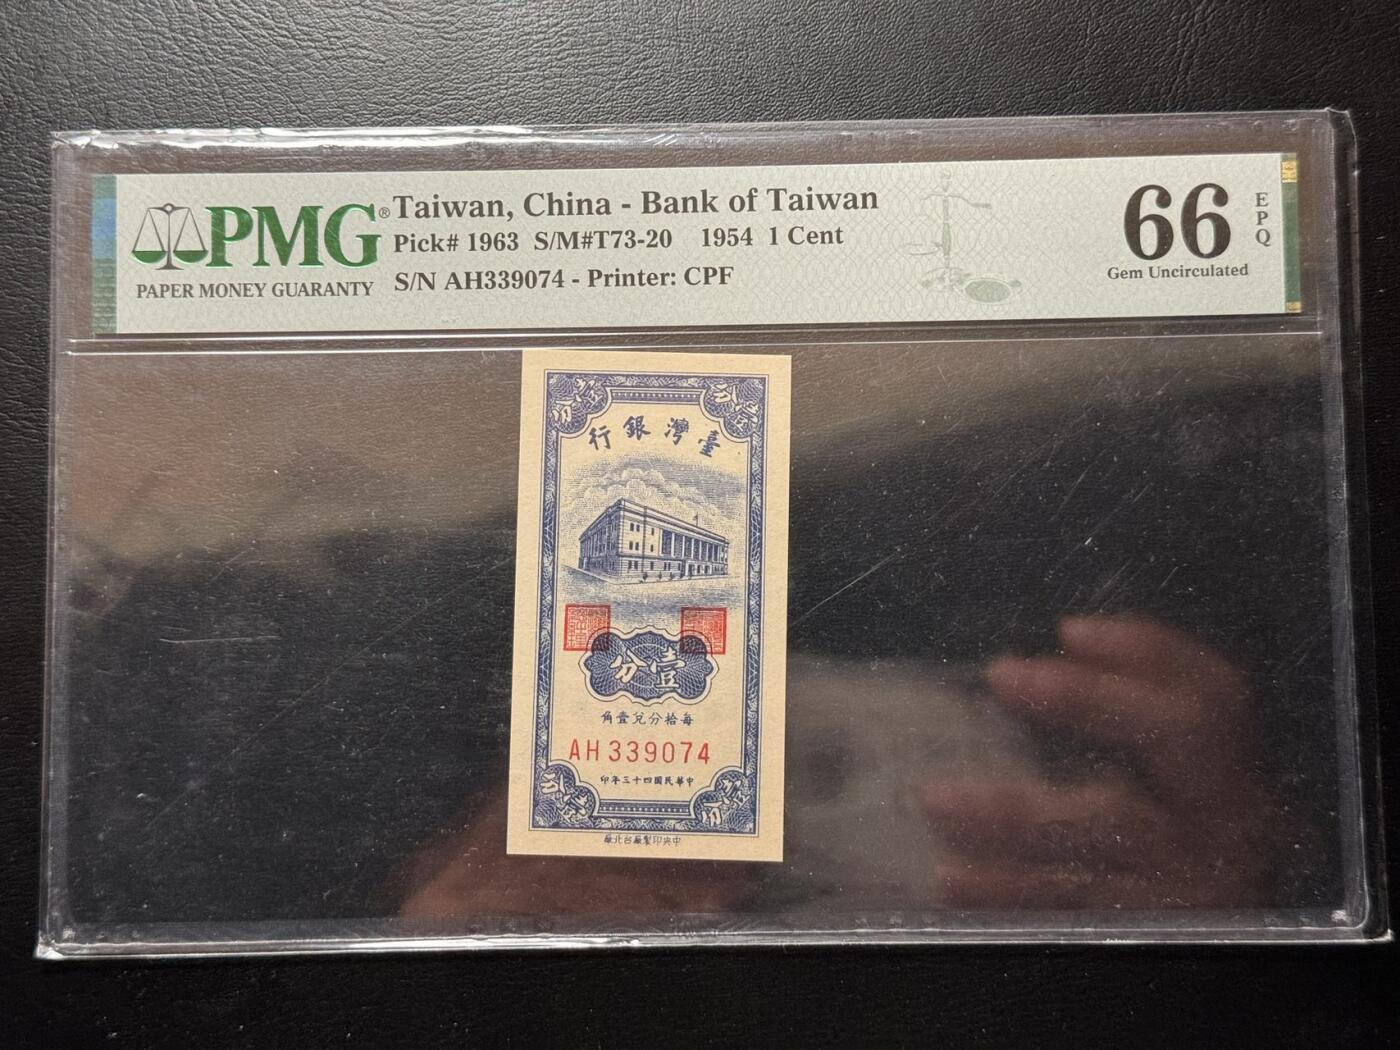 PMG®
PAPER MONEY GUARANTY
Taiwan, China - Bank of Taiwan
Pick# 1963 S/M#T73-20 1954 1 Cent
S/N AH339074 - Printer: CPF
66
EPQ
Gem Uncirculated
行銀灣臺
分壹
角壹兌分拾每
AH339074
印年三十四國民華中
廠北台廠製印央中